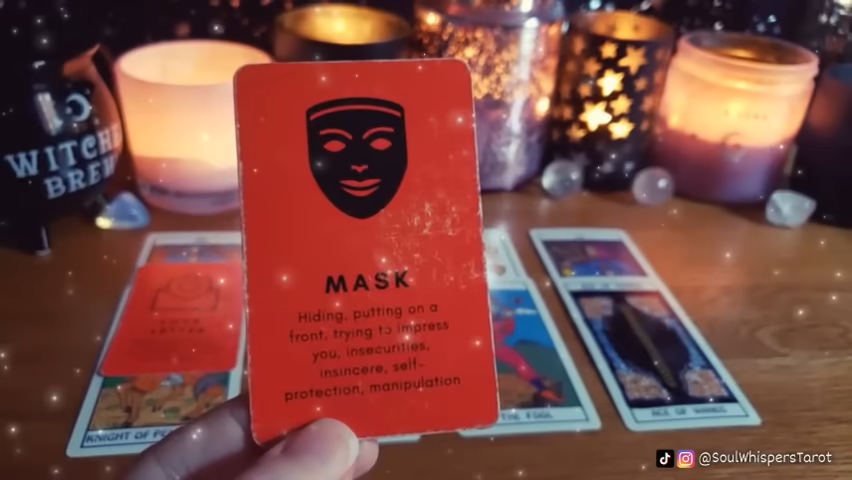 WITCHES
BREW
MASK
Hiding, putting on a
front, trying to impress
you, insecurities,
insincere, self-
protection, manipulation
KNIGHT OF
THE FOOL
ACE OF WANDS
@SoulWhispersTarot